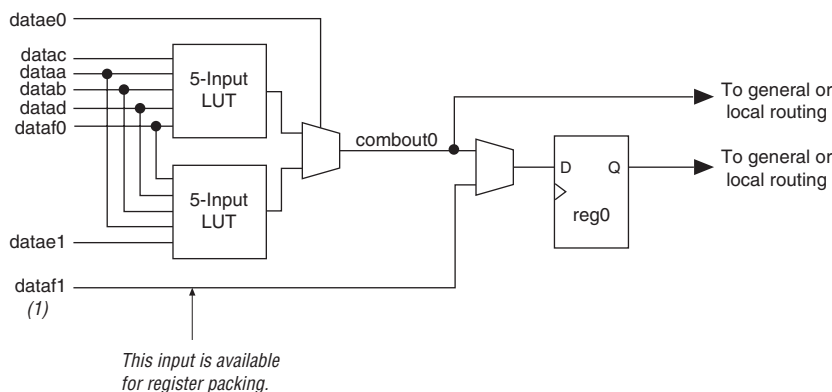 datae0
datac
dataa
datab
datad
dataf0
5-Input
LUT
5-Input
LUT
datae1
dataf1
(1)
combout0
D Q
reg0
To general or
local routing
To general or
local routing
This input is available
for register packing.